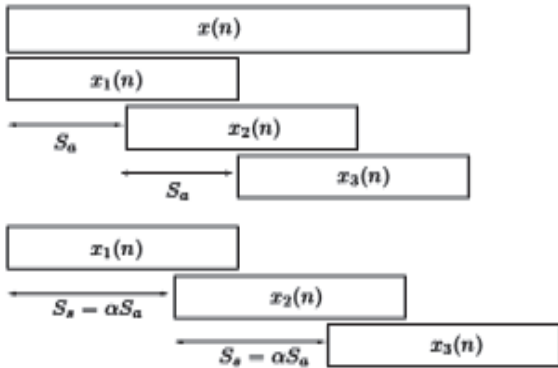 x(n)
x₁(n)
x₂(n)
Sₐ
Sₐ
x₃(n)
x₁(n)
Sₛ = αSₐ
x₂(n)
Sₛ = αSₐ
x₃(n)